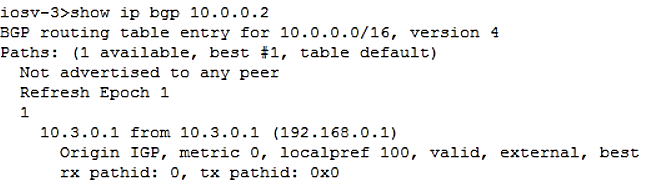 iosv-3>show ip bgp 10.0.0.2
BGP routing table entry for 10.0.0.0/16, version 4
Paths: (1 available, best #1, table default)
  Not advertised to any peer
  Refresh Epoch 1
  1
    10.3.0.1 from 10.3.0.1 (192.168.0.1)
      Origin IGP, metric 0, localpref 100, valid, external, best
      rx pathid: 0, tx pathid: 0x0